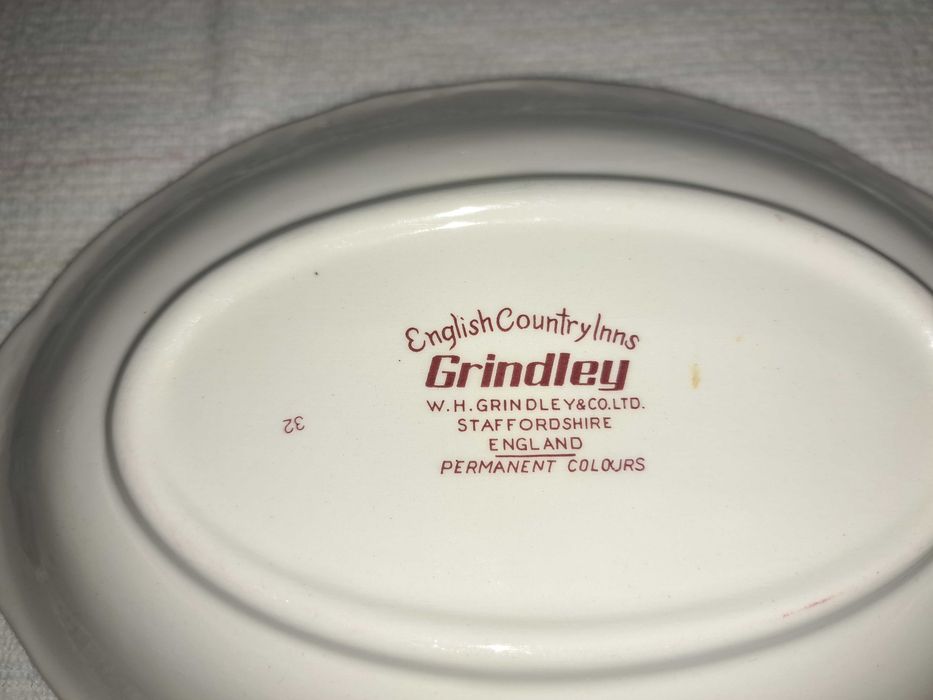 English Country Inns
Grindley
W.H.GRINDLEY&CO.LTD.
STAFFORDSHIRE
ENGLAND
PERMANENT COLOURS
32